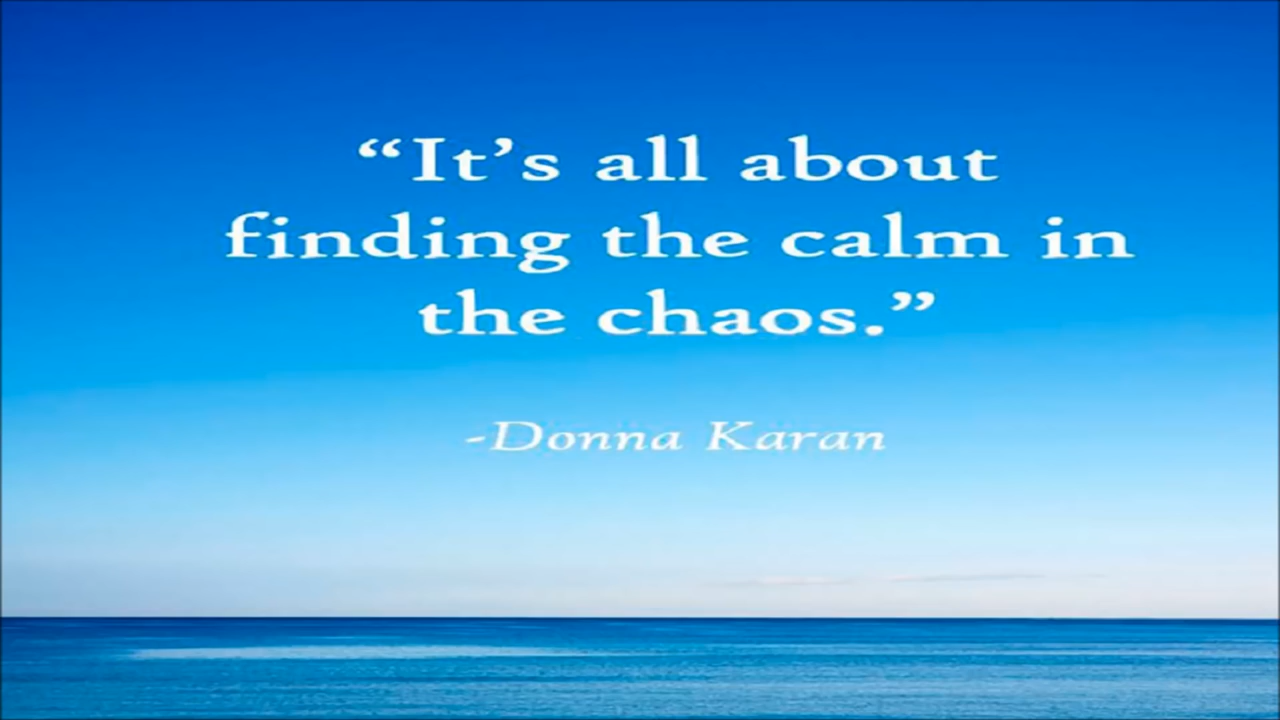 “It’s all about
finding the calm in
the chaos.”
-Donna Karan